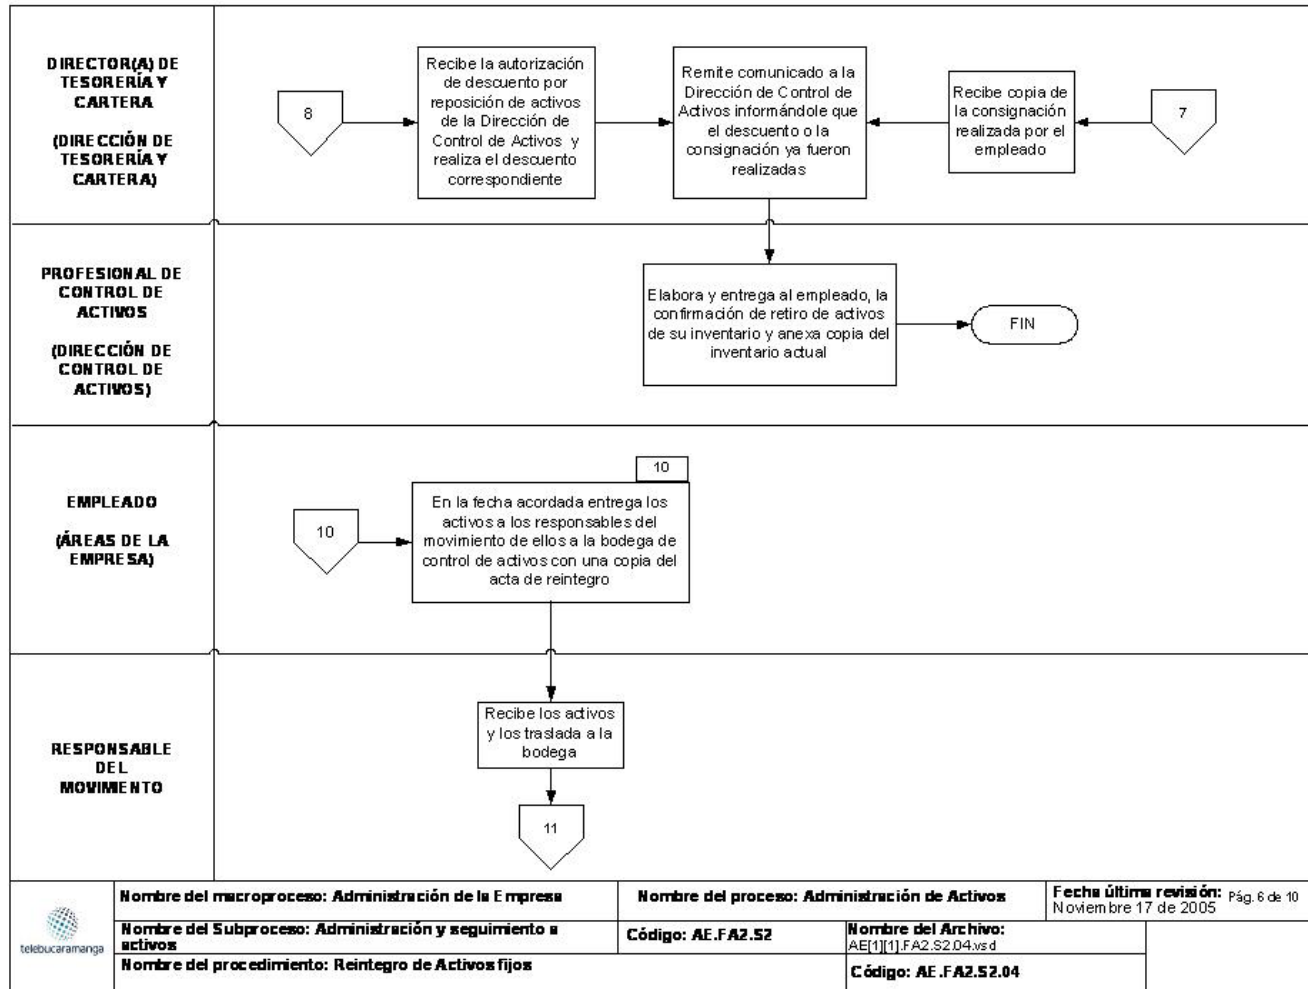 DIRECTOR(A) DE
TESORERÍA Y
CARTERA
(DIRECCIÓN DE
TESORERÍA Y
CARTERA)
8
Recibe la autorización
de descuento por
reposición de activos
de la Dirección de
Control de Activos y
realiza el descuento
correspondiente
Remite comunicado a la
Dirección de Control de
Activos informándole que
el descuento o la
consignación ya fueron
realizadas
Recibe copia de
la consignación
realizada por el
empleado
7
PROFESIONAL DE
CONTROL DE
ACTIVOS
(DIRECCIÓN DE
CONTROL DE
ACTIVOS)
Elabora y entrega al empleado, la
confirmación de retiro de activos
de su inventario y anexa copia del
inventario actual
FIN
EMPLEADO
(ÁREAS DE LA
EMPRESA)
10
10
En la fecha acordada entrega los
activos a los responsables del
movimiento de ellos a la bodega de
control de activos con una copia del
acta de reintegro
RESPONSABLE
DEL
MOVIMIENTO
Recibe los activos
y los traslada a la
bodega
11
telebucaramanga
Nombre del macroproceso: Administración de la Empresa
Nombre del proceso: Administración de Activos
Fecha última revisión: Pág. 6 de 10
Noviembre 17 de 2005
Nombre del Subproceso: Administración y seguimiento a
activos
Código: AE.FA2.S2
Nombre del Archivo:
AE[1][1].FA2.S2.04.vsd
Nombre del procedimiento: Reintegro de Activos fijos
Código: AE.FA2.S2.04